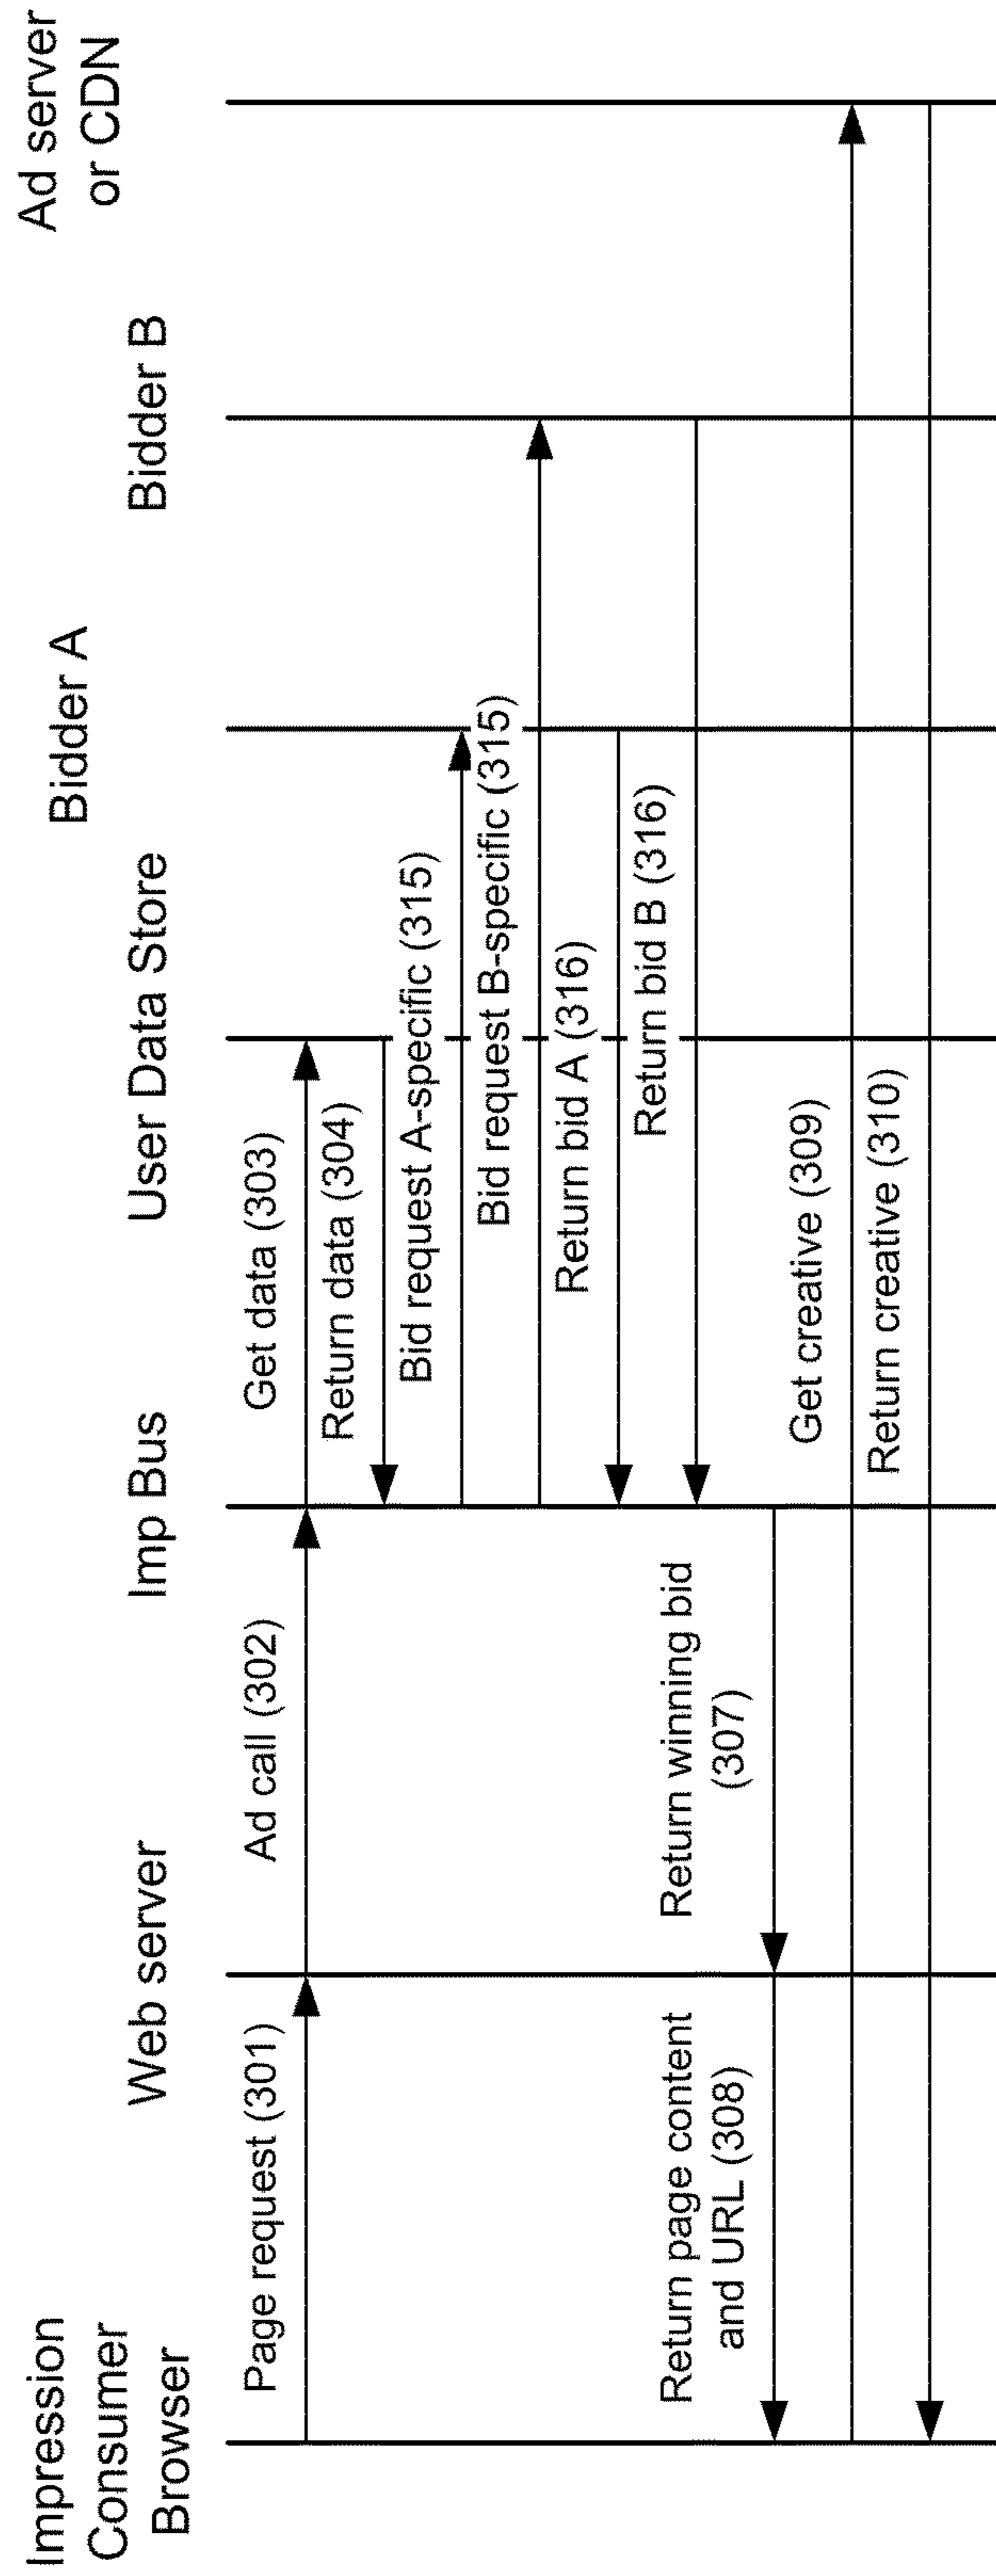 Impression
Consumer
Browser
Web server
Imp Bus
User Data Store
Bidder A
Bidder B
Ad server
or CDN
Page request (301)
Ad call (302)
Get data (303)
Return data (304)
Bid request A-specific (315)
Bid request B-specific (315)
Return bid A (316)
Return bid B (316)
Return winning bid
(307)
Return page content
and URL (308)
Get creative (309)
Return creative (310)